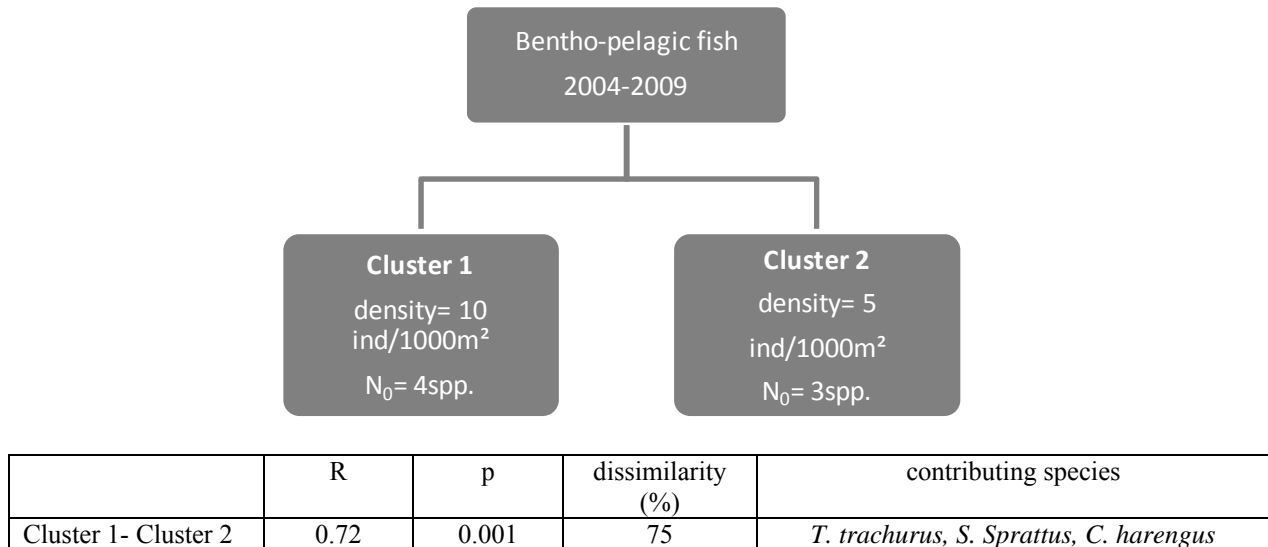 Bentho-pelagic fish
2004-2009
Cluster 1
density= 10
ind/1000m²
N₀= 4spp.
Cluster 2
density= 5
ind/1000m²
N₀= 3spp.
R p dissimilarity (%) contributing species
Cluster 1- Cluster 2 0.72 0.001 75 T. trachurus, S. Sprattus, C. harengus